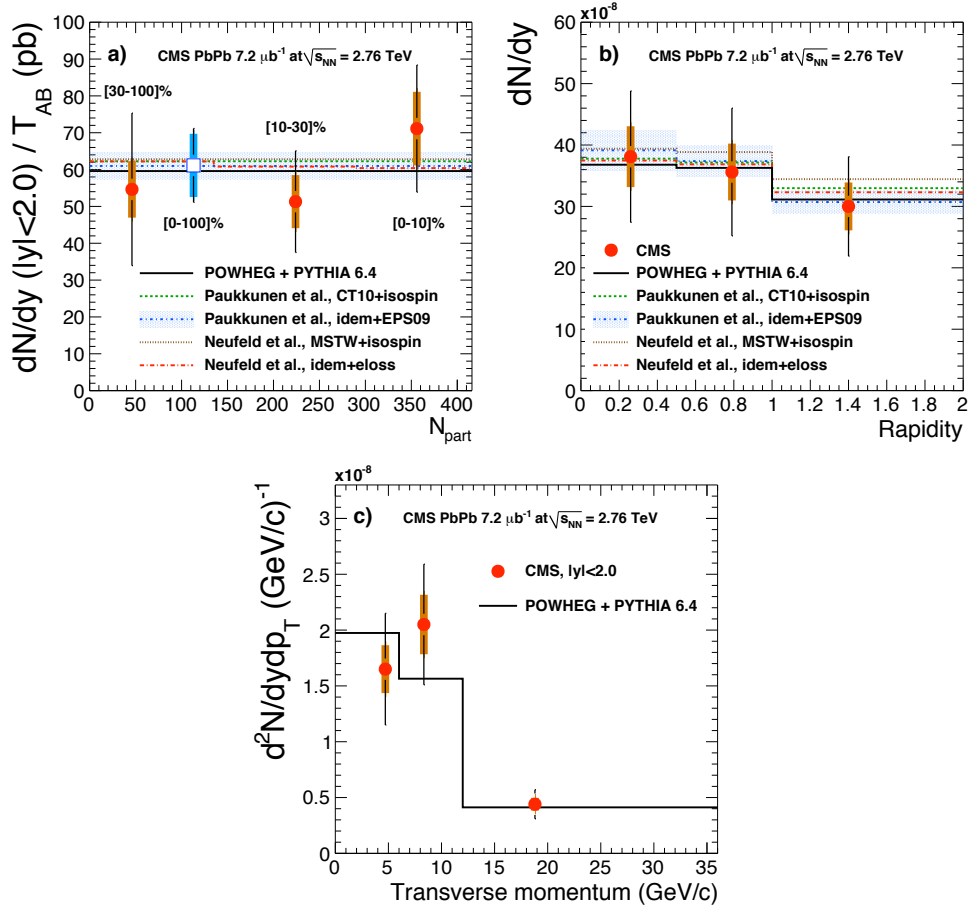 a) CMS PbPb 7.2 μb⁻¹ at √s_NN = 2.76 TeV
dN/dy (|y|<2.0) / T_AB (pb)
100
90
80
70
60
50
40
30
20
10
0
[30-100]%
[10-30]%
[0-100]%
[0-10]%
POWHEG + PYTHIA 6.4
Paukkunen et al., CT10+isospin
Paukkunen et al., idem+EPS09
Neufeld et al., MSTW+isospin
Neufeld et al., idem+eloss
0 50 100 150 200 250 300 350 400
N_part
x10⁻⁸
b) CMS PbPb 7.2 μb⁻¹ at √s_NN = 2.76 TeV
dN/dy
60
50
40
30
20
10
0
CMS
POWHEG + PYTHIA 6.4
Paukkunen et al., CT10+isospin
Paukkunen et al., idem+EPS09
Neufeld et al., MSTW+isospin
Neufeld et al., idem+eloss
0 0.2 0.4 0.6 0.8 1 1.2 1.4 1.6 1.8 2
Rapidity
x10⁻⁸
c) CMS PbPb 7.2 μb⁻¹ at √s_NN = 2.76 TeV
d²N/dydp_T (GeV/c)⁻¹
3
2.5
2
1.5
1
0.5
0
CMS, |y|<2.0
POWHEG + PYTHIA 6.4
0 5 10 15 20 25 30 35
Transverse momentum (GeV/c)